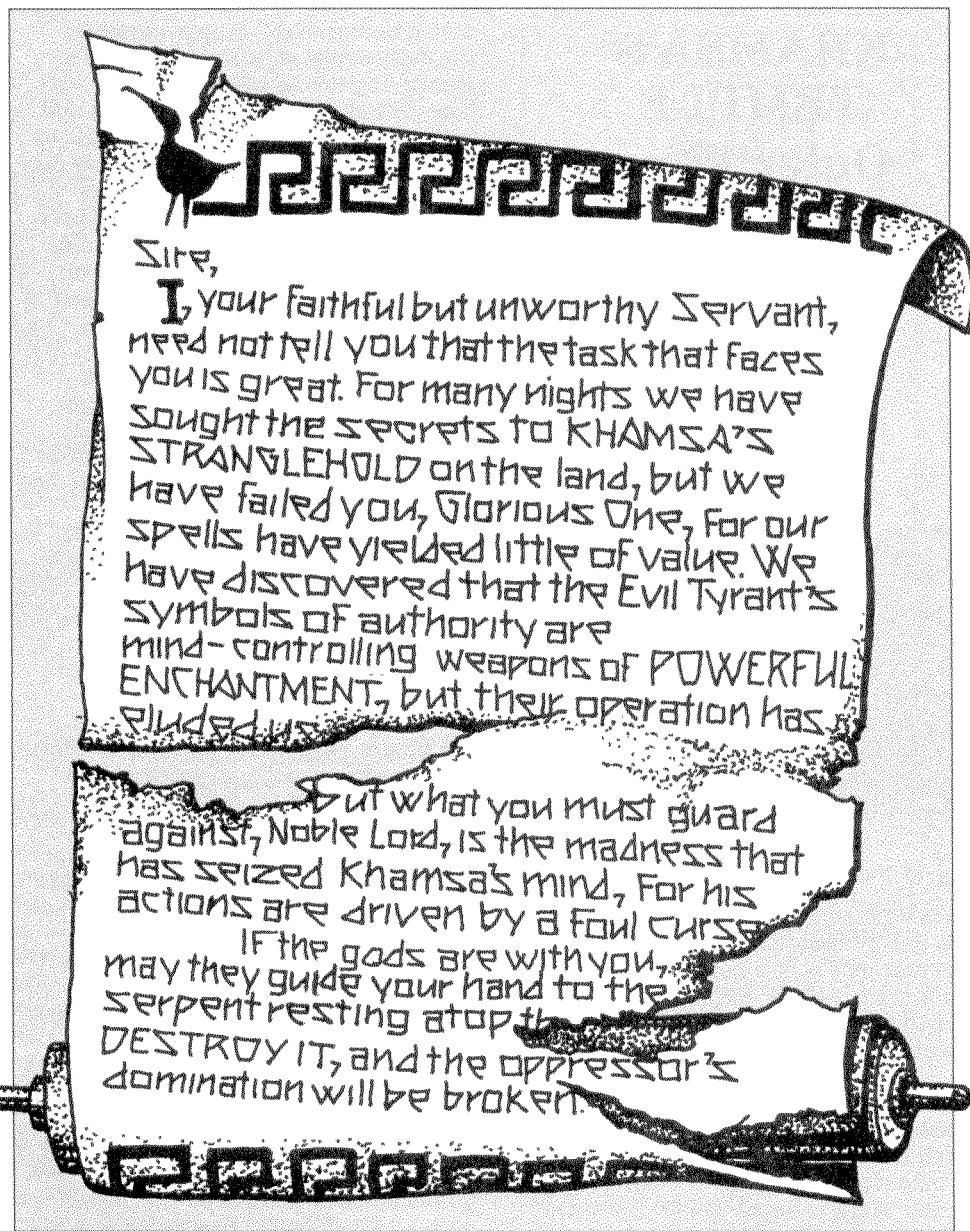 Sire,
I, your faithful but unworthy Servant,
need not tell you that the task that faces
you is great. For many nights we have
sought the secrets to KHAMSA'S
STRANGLEHOLD on the land, but we
have failed you, Glorious One, for our
spells have yielded little of value. We
have discovered that the Evil Tyrant's
symbols of authority are
mind-controlling weapons of POWERFUL
ENCHANTMENT, but their operation has
eluded us
but what you must guard
against, Noble Lord, is the madness that
has seized Khamsa's mind, for his
actions are driven by a foul curse
If the gods are with you,
may they guide your hand to the
serpent resting atop th
DESTROY IT, and the oppressor's
domination will be broken.